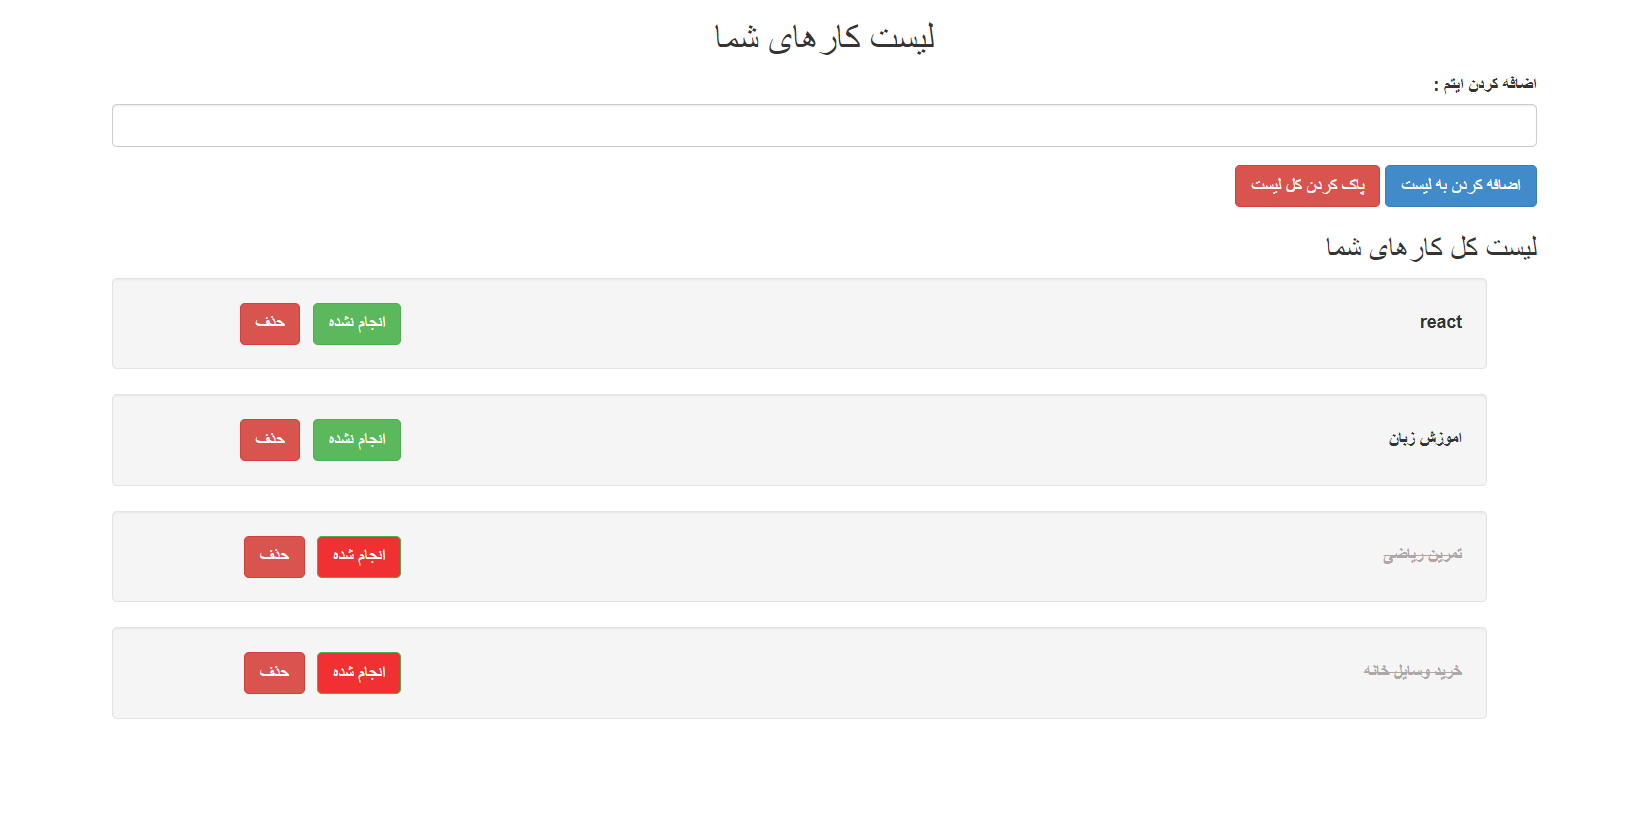 لیست کارهای شما
اضافه کردن ایتم :
اضافه کردن به لیست پاک کردن کل لیست
لیست کل کارهای شما
react انجام نشده حذف
اموزش زبان انجام نشده حذف
تمرین ریاضی انجام شده حذف
خرید وسایل خانه انجام شده حذف